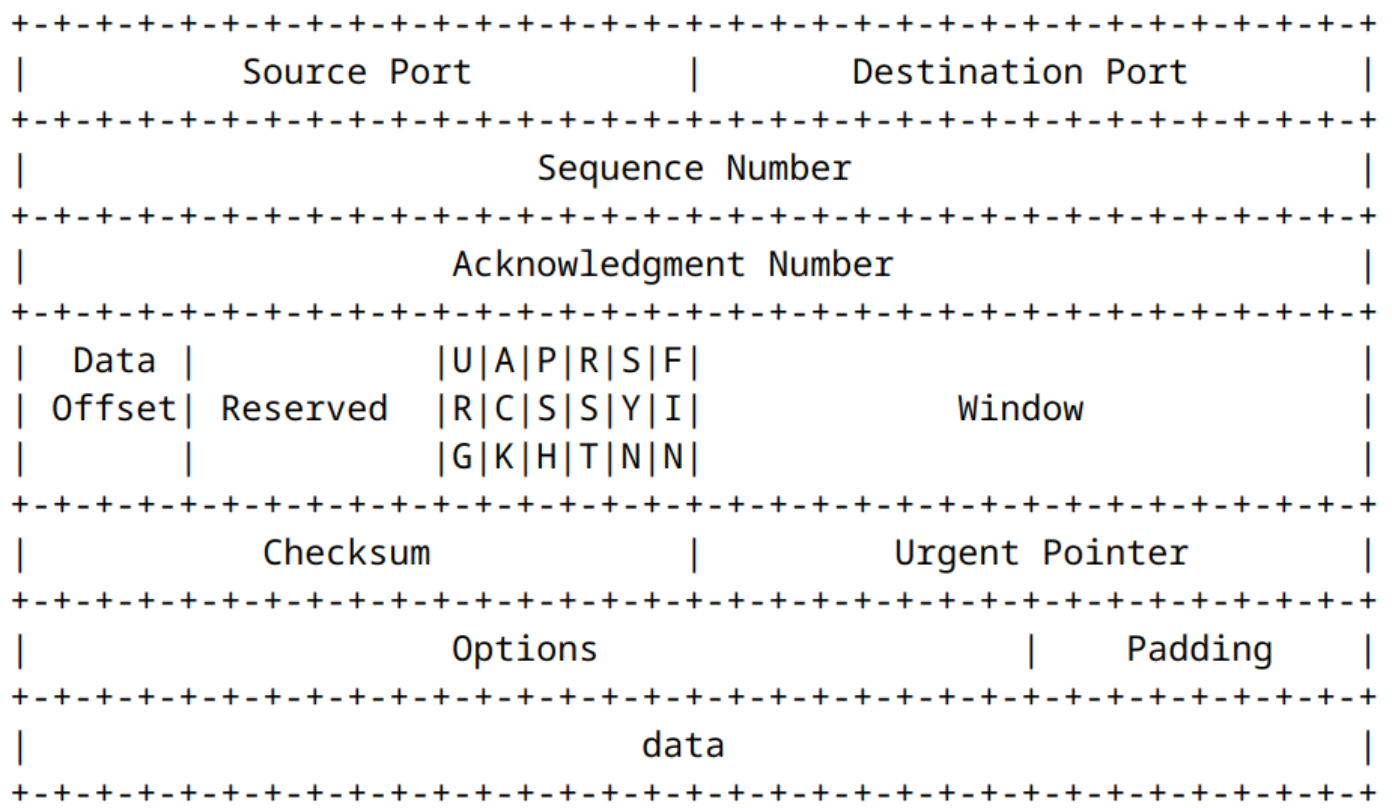 +-+-+-+-+-+-+-+-+-+-+-+-+-+-+-+-+-+-+-+-+-+-+-+-+-+-+-+-+-+-+-+-+
|          Source Port          |       Destination Port        |
+-+-+-+-+-+-+-+-+-+-+-+-+-+-+-+-+-+-+-+-+-+-+-+-+-+-+-+-+-+-+-+-+
|                        Sequence Number                        |
+-+-+-+-+-+-+-+-+-+-+-+-+-+-+-+-+-+-+-+-+-+-+-+-+-+-+-+-+-+-+-+-+
|                    Acknowledgment Number                      |
+-+-+-+-+-+-+-+-+-+-+-+-+-+-+-+-+-+-+-+-+-+-+-+-+-+-+-+-+-+-+-+-+
|  Data |           |U|A|P|R|S|F|                               |
| Offset| Reserved  |R|C|S|S|Y|I|            Window             |
|       |           |G|K|H|T|N|N|                               |
+-+-+-+-+-+-+-+-+-+-+-+-+-+-+-+-+-+-+-+-+-+-+-+-+-+-+-+-+-+-+-+-+
|           Checksum            |         Urgent Pointer        |
+-+-+-+-+-+-+-+-+-+-+-+-+-+-+-+-+-+-+-+-+-+-+-+-+-+-+-+-+-+-+-+-+
|                    Options                    |    Padding    |
+-+-+-+-+-+-+-+-+-+-+-+-+-+-+-+-+-+-+-+-+-+-+-+-+-+-+-+-+-+-+-+-+
|                             data                              |
+-+-+-+-+-+-+-+-+-+-+-+-+-+-+-+-+-+-+-+-+-+-+-+-+-+-+-+-+-+-+-+-+